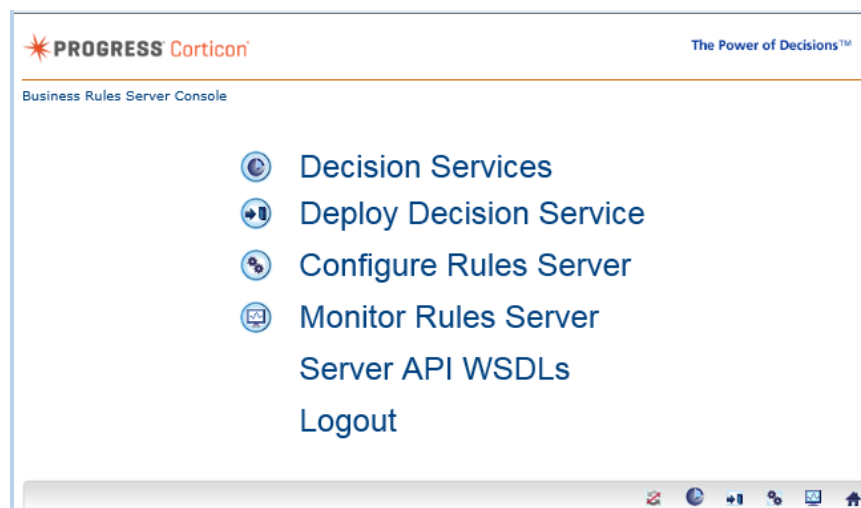 PROGRESS Corticon
The Power of Decisions™
Business Rules Server Console
Decision Services
Deploy Decision Service
Configure Rules Server
Monitor Rules Server
Server API WSDLs
Logout